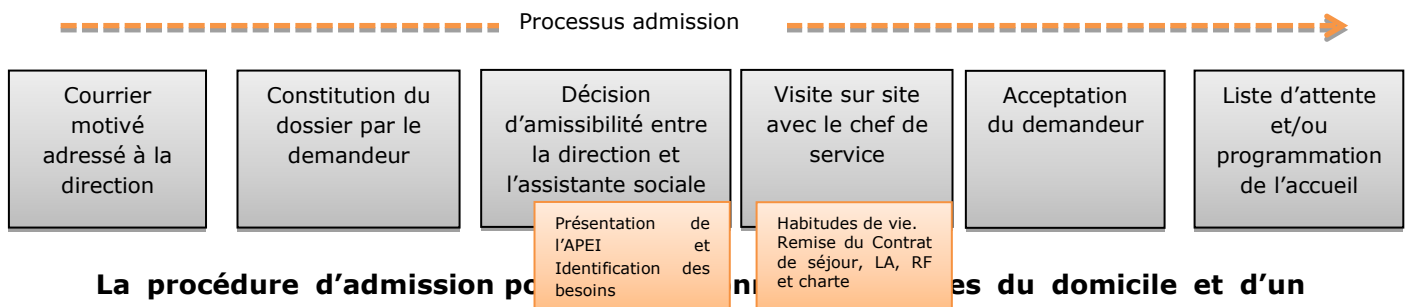 Processus admission
Courrier
motivé
adressé à la
direction
Constitution du
dossier par le
demandeur
Décision
d’amissibilité entre
la direction et
l’assistante sociale
Présentation de
l’APEI et
Identification des
besoins
Visite sur site
avec le chef de
service
Habitudes de vie.
Remise du Contrat
de séjour, LA, RF
et charte
Acceptation
du demandeur
Liste d’attente
et/ou
programmation
de l’accueil
La procédure d’admission du domicile et d’un